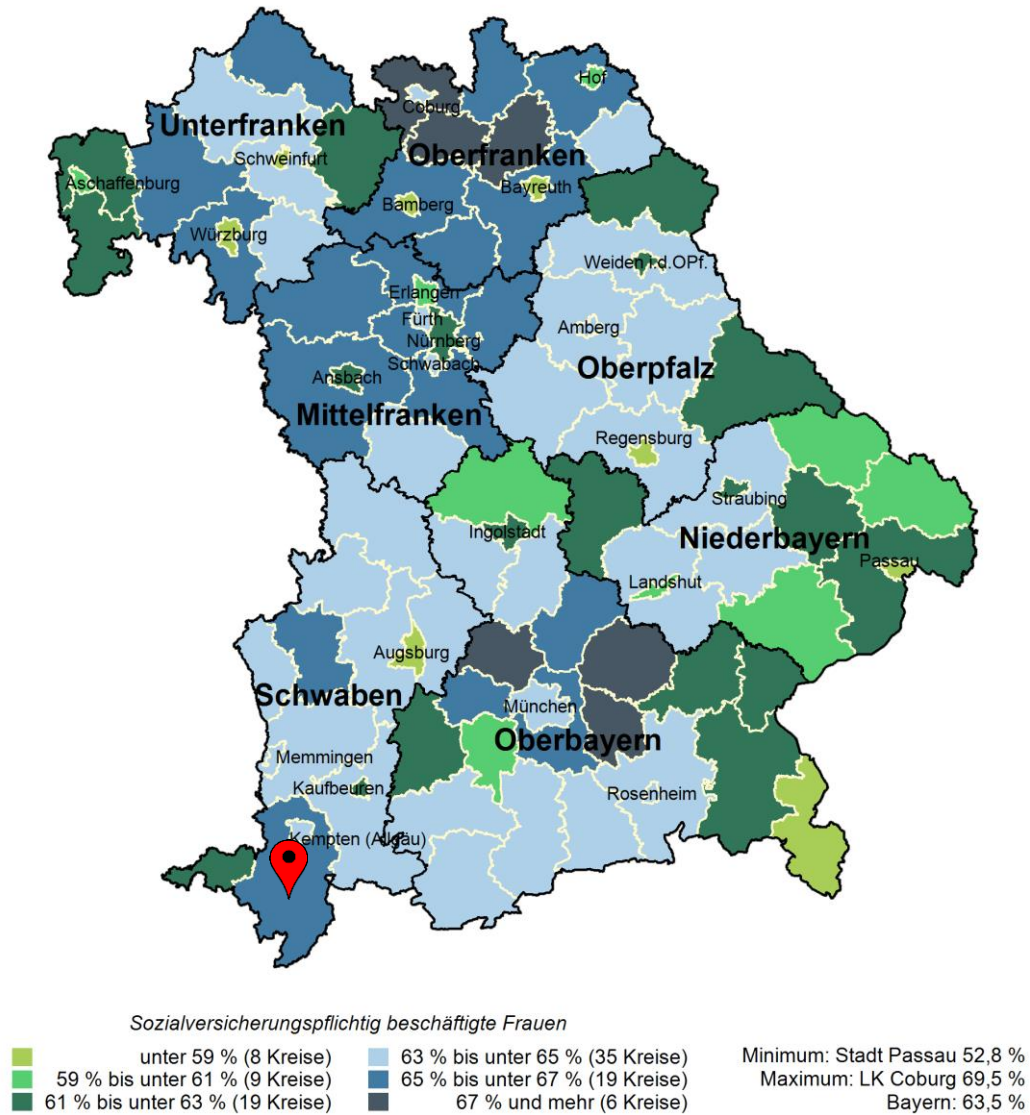 Hof
Coburg
Unterfranken
Oberfranken
Schweinfurt
Aschaffenburg
Bayreuth
Bamberg
Würzburg
Weiden i.d.OPf.
Erlangen
Fürth
Amberg
Nürnberg
Schwabach
Oberpfalz
Ansbach
Mittelfranken
Regensburg
Straubing
Ingolstadt
Niederbayern
Passau
Landshut
Augsburg
Schwaben
München
Oberbayern
Memmingen
Kaufbeuren
Rosenheim
Kempten (Allgäu)
Sozialversicherungspflichtig beschäftigte Frauen
unter 59 % (8 Kreise)
59 % bis unter 61 % (9 Kreise)
61 % bis unter 63 % (19 Kreise)
63 % bis unter 65 % (35 Kreise)
65 % bis unter 67 % (19 Kreise)
67 % und mehr (6 Kreise)
Minimum: Stadt Passau 52,8 %
Maximum: LK Coburg 69,5 %
Bayern: 63,5 %